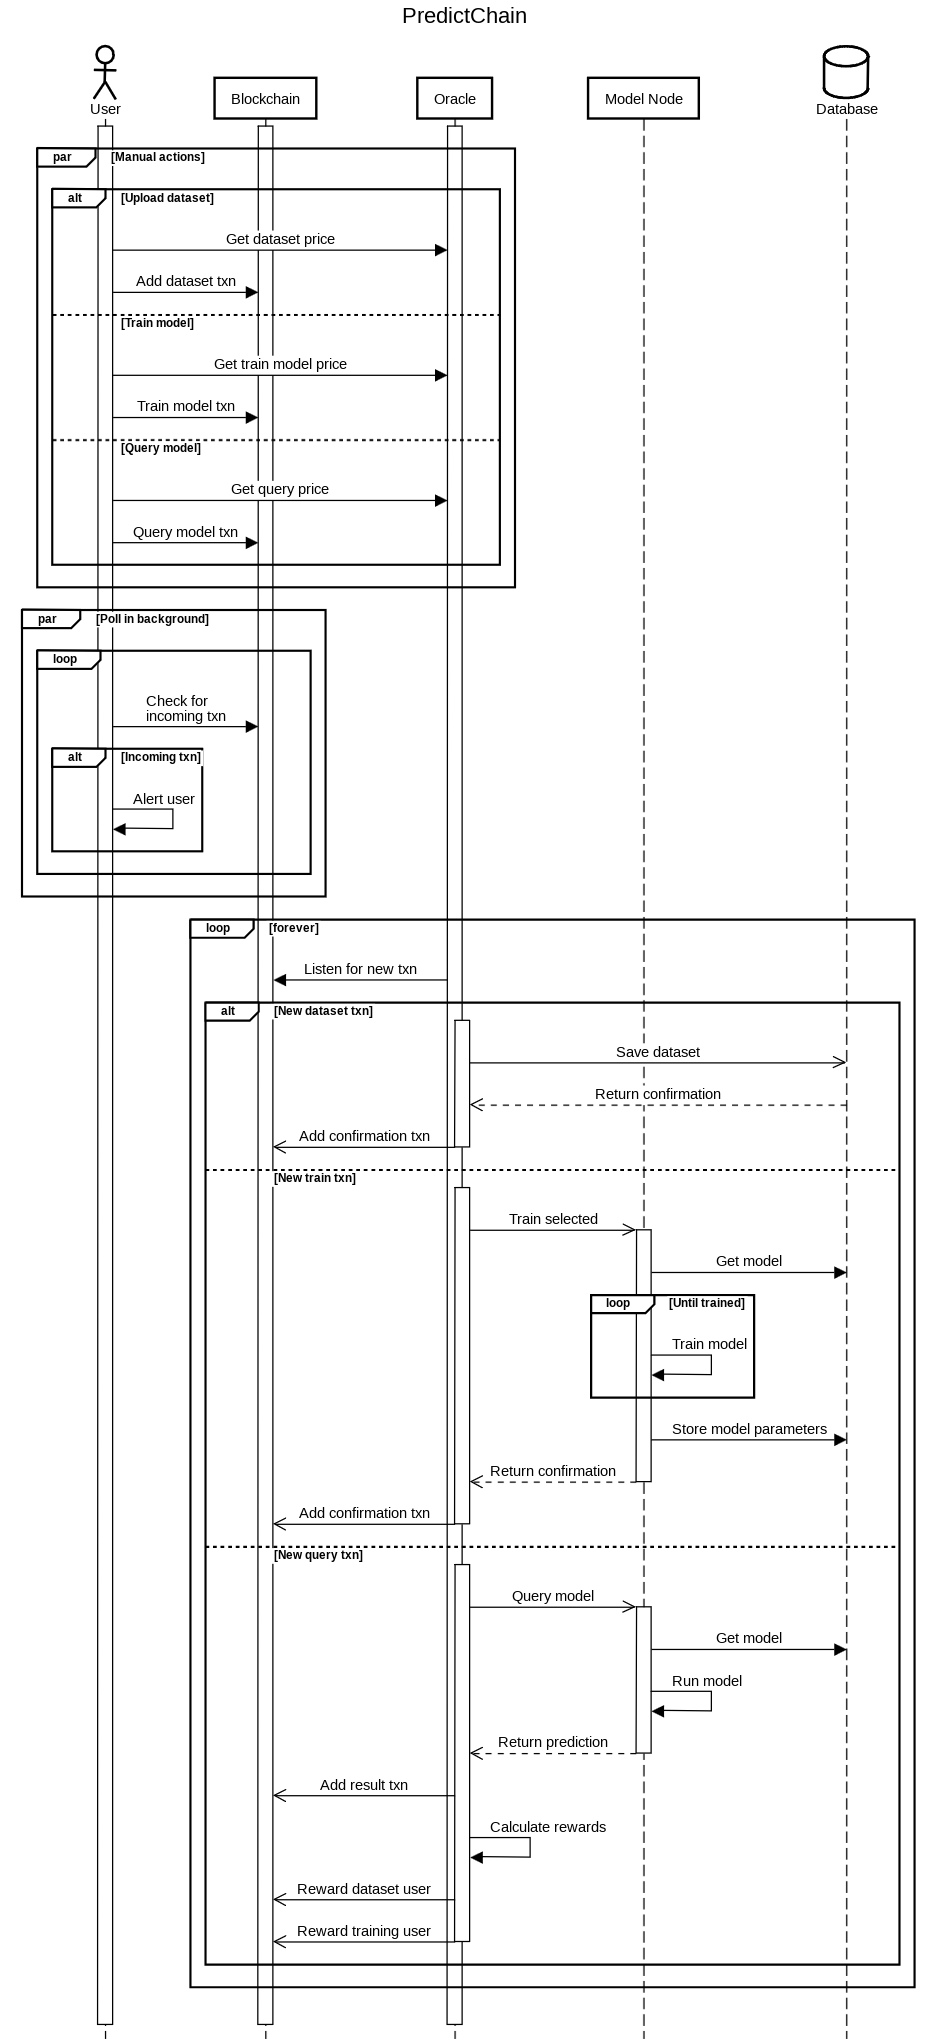 PredictChain
User
Blockchain
Oracle
Model Node
Database
par
[Manual actions]
alt
[Upload dataset]
Get dataset price
Add dataset txn
[Train model]
Get train model price
Train model txn
[Query model]
Get query price
Query model txn
par
[Poll in background]
loop
Check for
incoming txn
alt
[Incoming txn]
Alert user
loop
[forever]
Listen for new txn
alt
[New dataset txn]
Save dataset
Return confirmation
Add confirmation txn
[New train txn]
Train selected
Get model
loop
[Until trained]
Train model
Store model parameters
Return confirmation
Add confirmation txn
[New query txn]
Query model
Get model
Run model
Return prediction
Add result txn
Calculate rewards
Reward dataset user
Reward training user